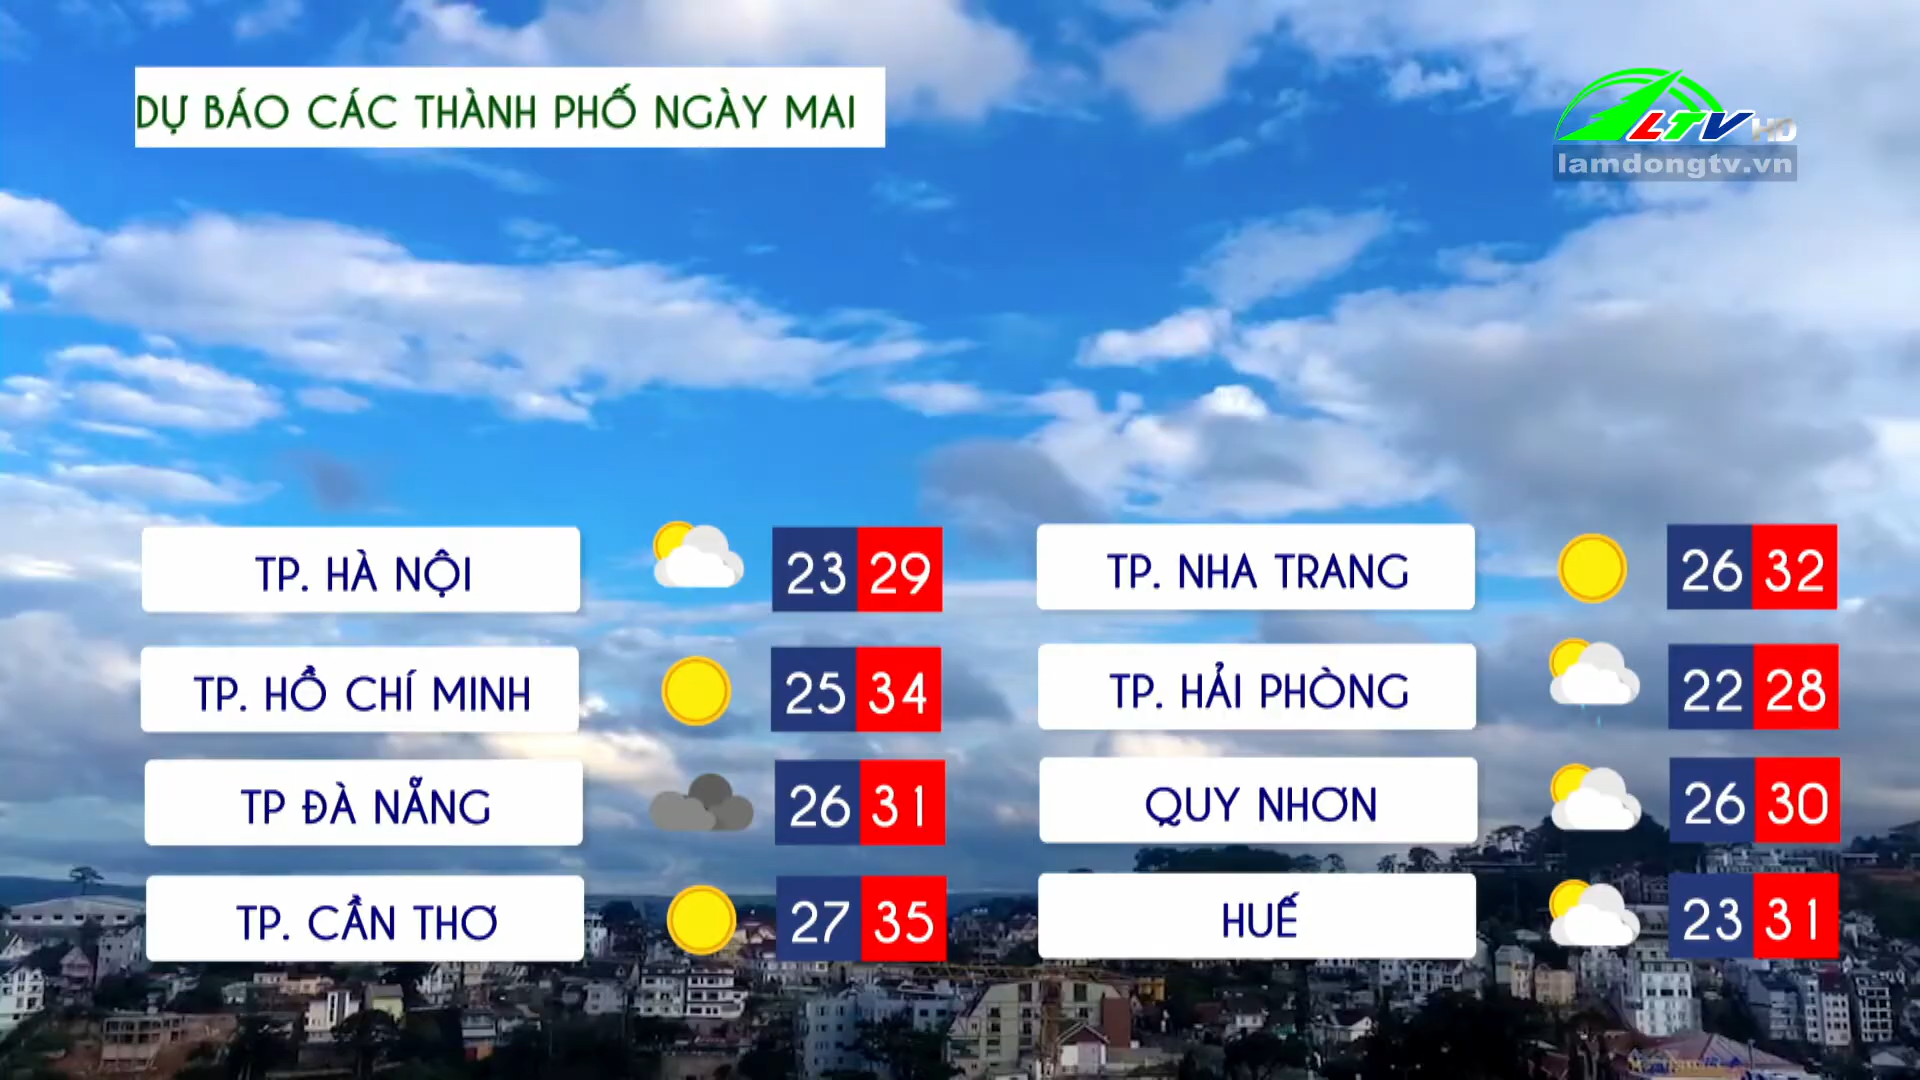 DỰ BÁO CÁC THÀNH PHỐ NGÀY MAI
LTV HD
lamdongtv.vn
TP. HÀ NỘI 23 29
TP. NHA TRANG 26 32
TP. HỒ CHÍ MINH 25 34
TP. HẢI PHÒNG 22 28
TP ĐÀ NẴNG 26 31
QUY NHƠN 26 30
TP. CẦN THƠ 27 35
HUẾ 23 31